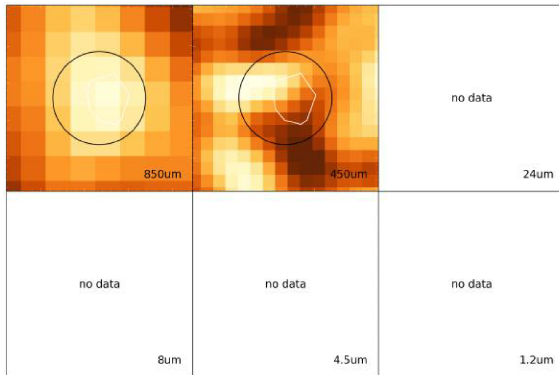 850um
450um
no data
24um
no data
8um
no data
4.5um
no data
1.2um